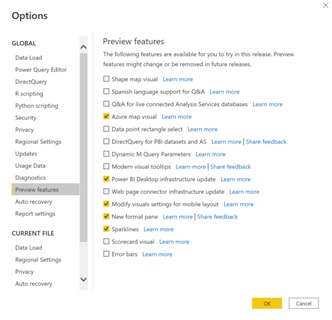 Options
GLOBAL
Data Load
Power Query Editor
DirectQuery
R scripting
Python scripting
Security
Privacy
Regional Settings
Updates
Usage Data
Diagnostics
Preview features
Auto recovery
Report settings
CURRENT FILE
Data Load
Regional Settings
Privacy
Auto recovery
Preview features
The following features are available for you to try in this release. Preview
features might change or be removed in future releases.
Shape map visual Learn more
Spanish language support for Q&A Learn more
Q&A for live connected Analysis Services databases Learn more
Azure map visual Learn more
Data point rectangle select Learn more
DirectQuery for PBI datasets and AS Learn more | Share feedback
Dynamic M Query Parameters Learn more
Modern visual tooltips Learn more | Share feedback
Power BI Desktop infrastructure update Learn more
Web page connector infrastructure update Learn more
Modify visuals settings for mobile layout Learn more
New format pane Learn more | Share feedback
Sparklines Learn more
Scorecard visual Learn more
Error bars Learn more
OK
Cancel